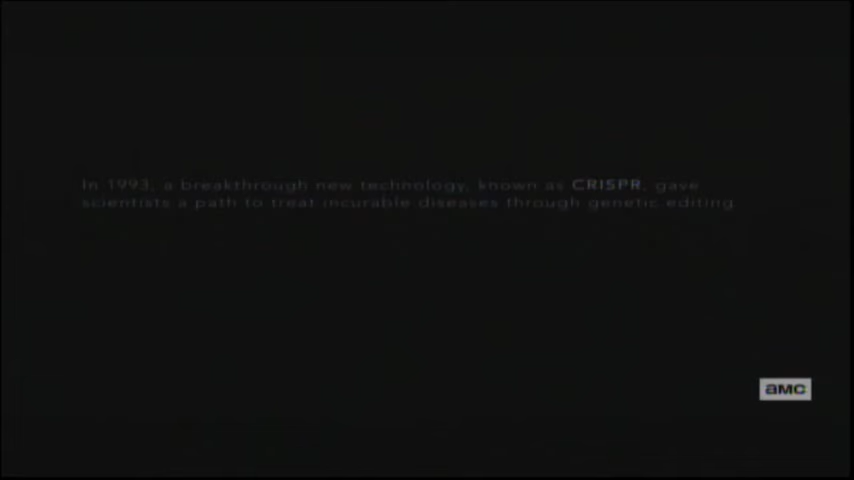 In 1993, a breakthrough new technology, known as CRISPR, gave
scientists a path to treat incurable diseases through genetic editing
amc